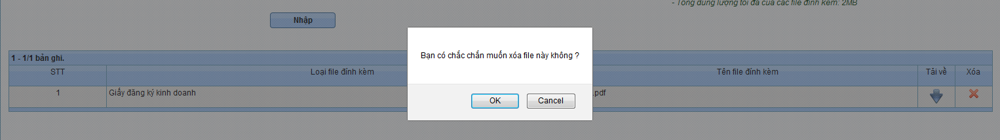 - Tổng dung lượng tối đa của các file đính kèm: 2MB
Nhập
Bạn có chắc chắn muốn xóa file này không ?
1 - 1/1 bản ghi.
STT Loại file đính kèm Tên file đính kèm Tải về Xóa
1 Giấy đăng ký kinh doanh .pdf
OK Cancel